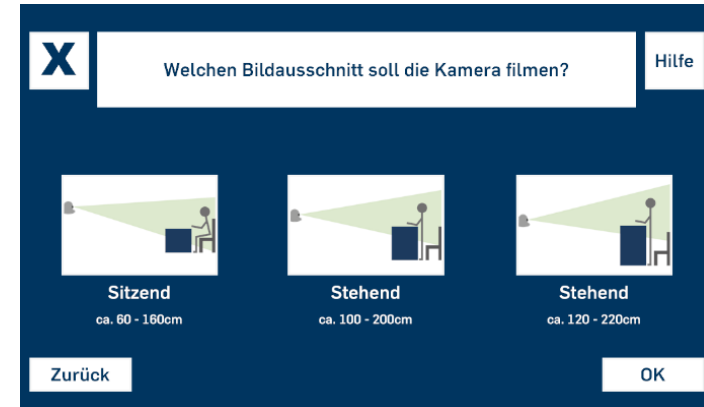 X
Welchen Bildausschnitt soll die Kamera filmen?
Hilfe
Sitzend
ca. 60 - 160cm
Stehend
ca. 100 - 200cm
Stehend
ca. 120 - 220cm
Zurück
OK